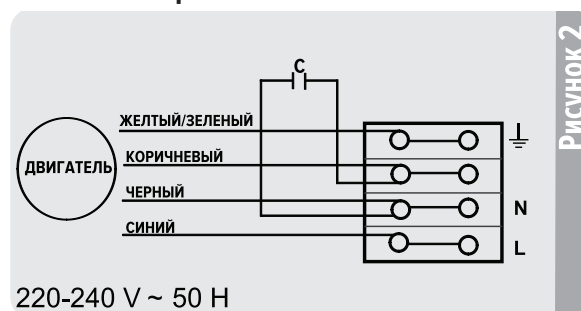 C
ЖЕЛТЫЙ/ЗЕЛЕНЫЙ
КОРИЧНЕВЫЙ
ДВИГАТЕЛЬ
ЧЕРНЫЙ
N
СИНИЙ
L
220-240 V ~ 50 H
Рисунок 2